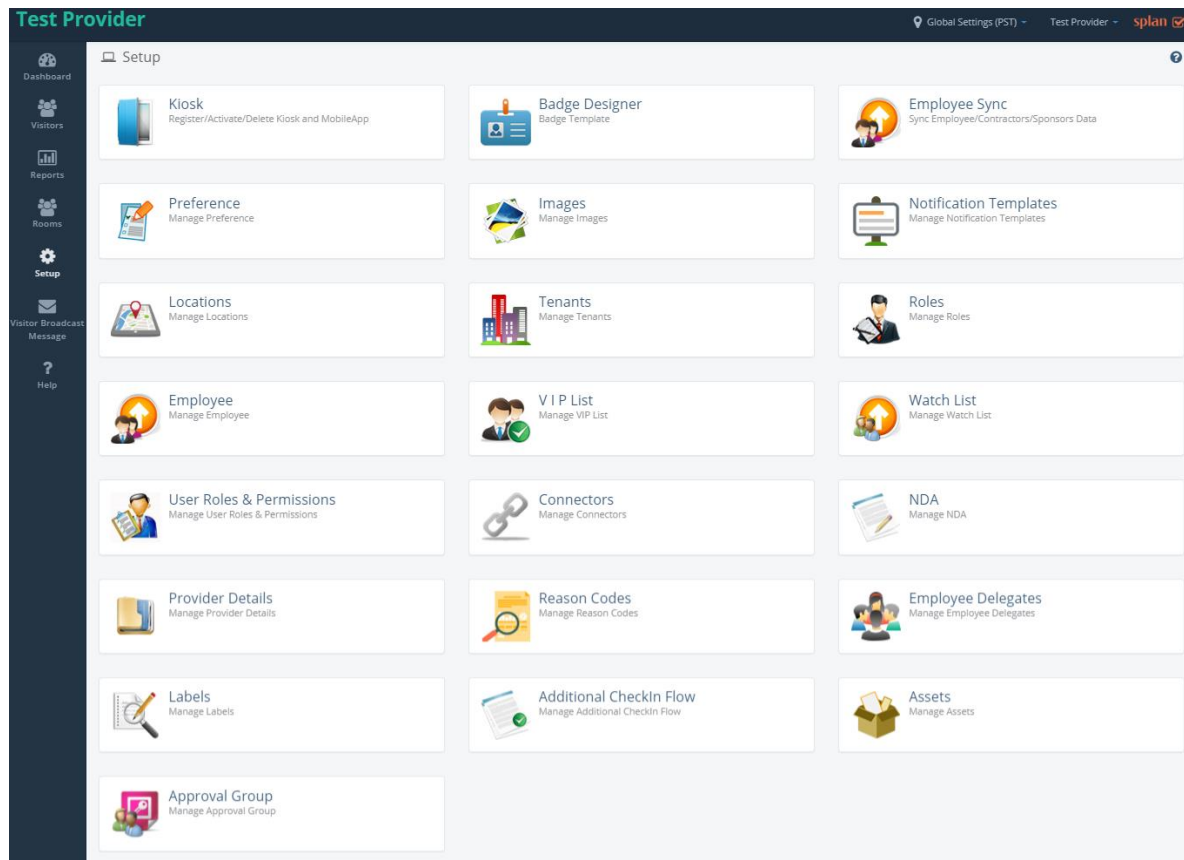 Test Provider
Global Settings (PST)
Test Provider
splan
Dashboard
Visitors
Reports
Rooms
Setup
Visitor Broadcast
Message
?
Help
Setup
?
Kiosk
Register/Activate/Delete Kiosk and MobileApp
Badge Designer
Badge Template
Employee Sync
Sync Employee/Contractors/Sponsors Data
Preference
Manage Preference
Images
Manage Images
Notification Templates
Manage Notification Templates
Locations
Manage Locations
Tenants
Manage Tenants
Roles
Manage Roles
Employee
Manage Employee
V I P List
Manage VIP List
Watch List
Manage Watch List
User Roles & Permissions
Manage User Roles & Permissions
Connectors
Manage Connectors
NDA
Manage NDA
Provider Details
Manage Provider Details
Reason Codes
Manage Reason Codes
Employee Delegates
Manage Employee Delegates
Labels
Manage Labels
Additional CheckIn Flow
Manage Additional CheckIn Flow
Assets
Manage Assets
Approval Group
Manage Approval Group